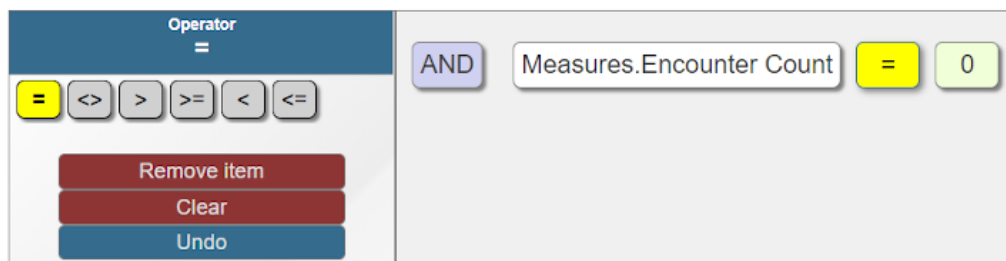 Operator
=
= <> > >= < <=
Remove item
Clear
Undo
AND Measures.Encounter Count = 0